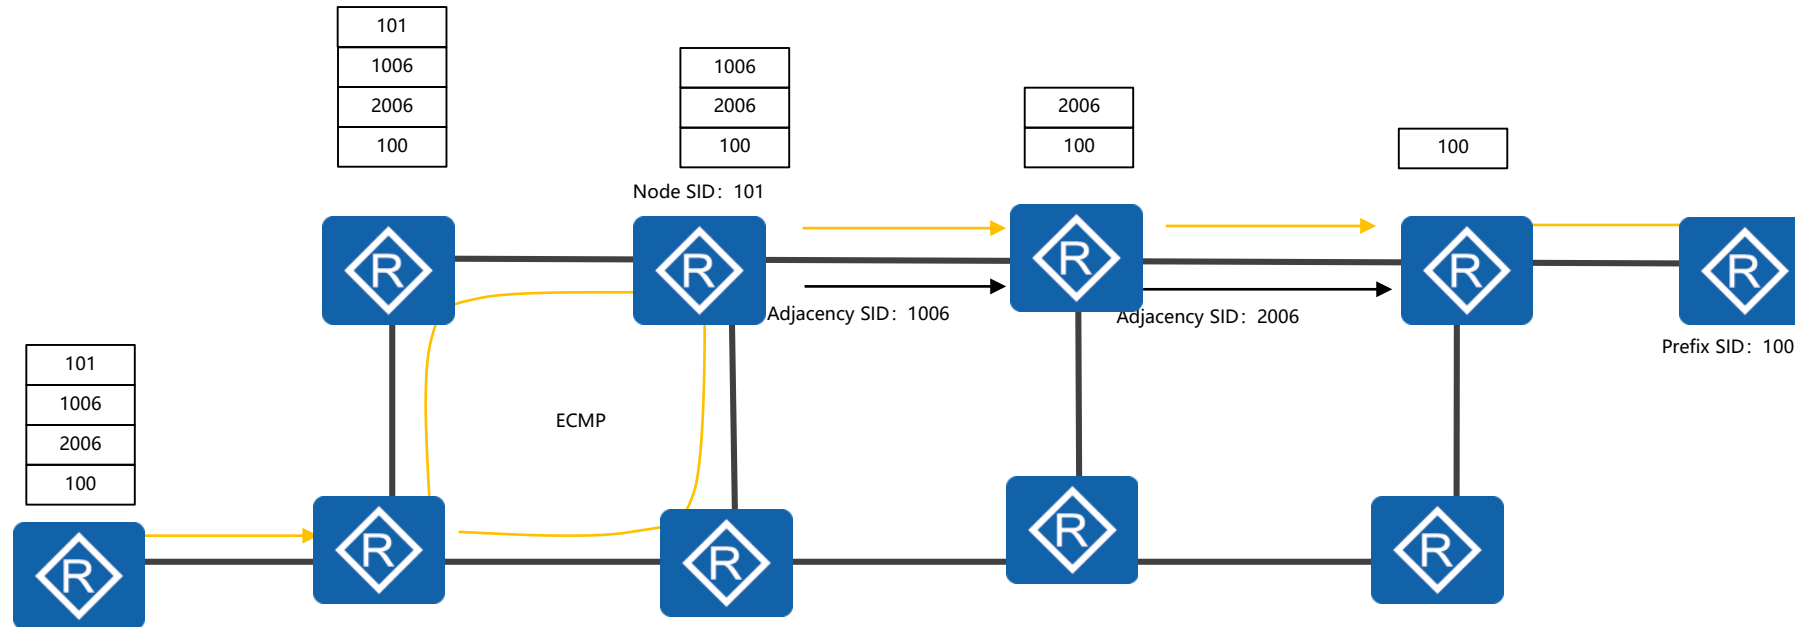 101
1006
2006
100
1006
2006
100
2006
100
100
Node SID：101
R
R
R
R
R
Adjacency SID：1006
Adjacency SID：2006
Prefix SID：100
101
1006
2006
100
ECMP
R
R
R
R
R